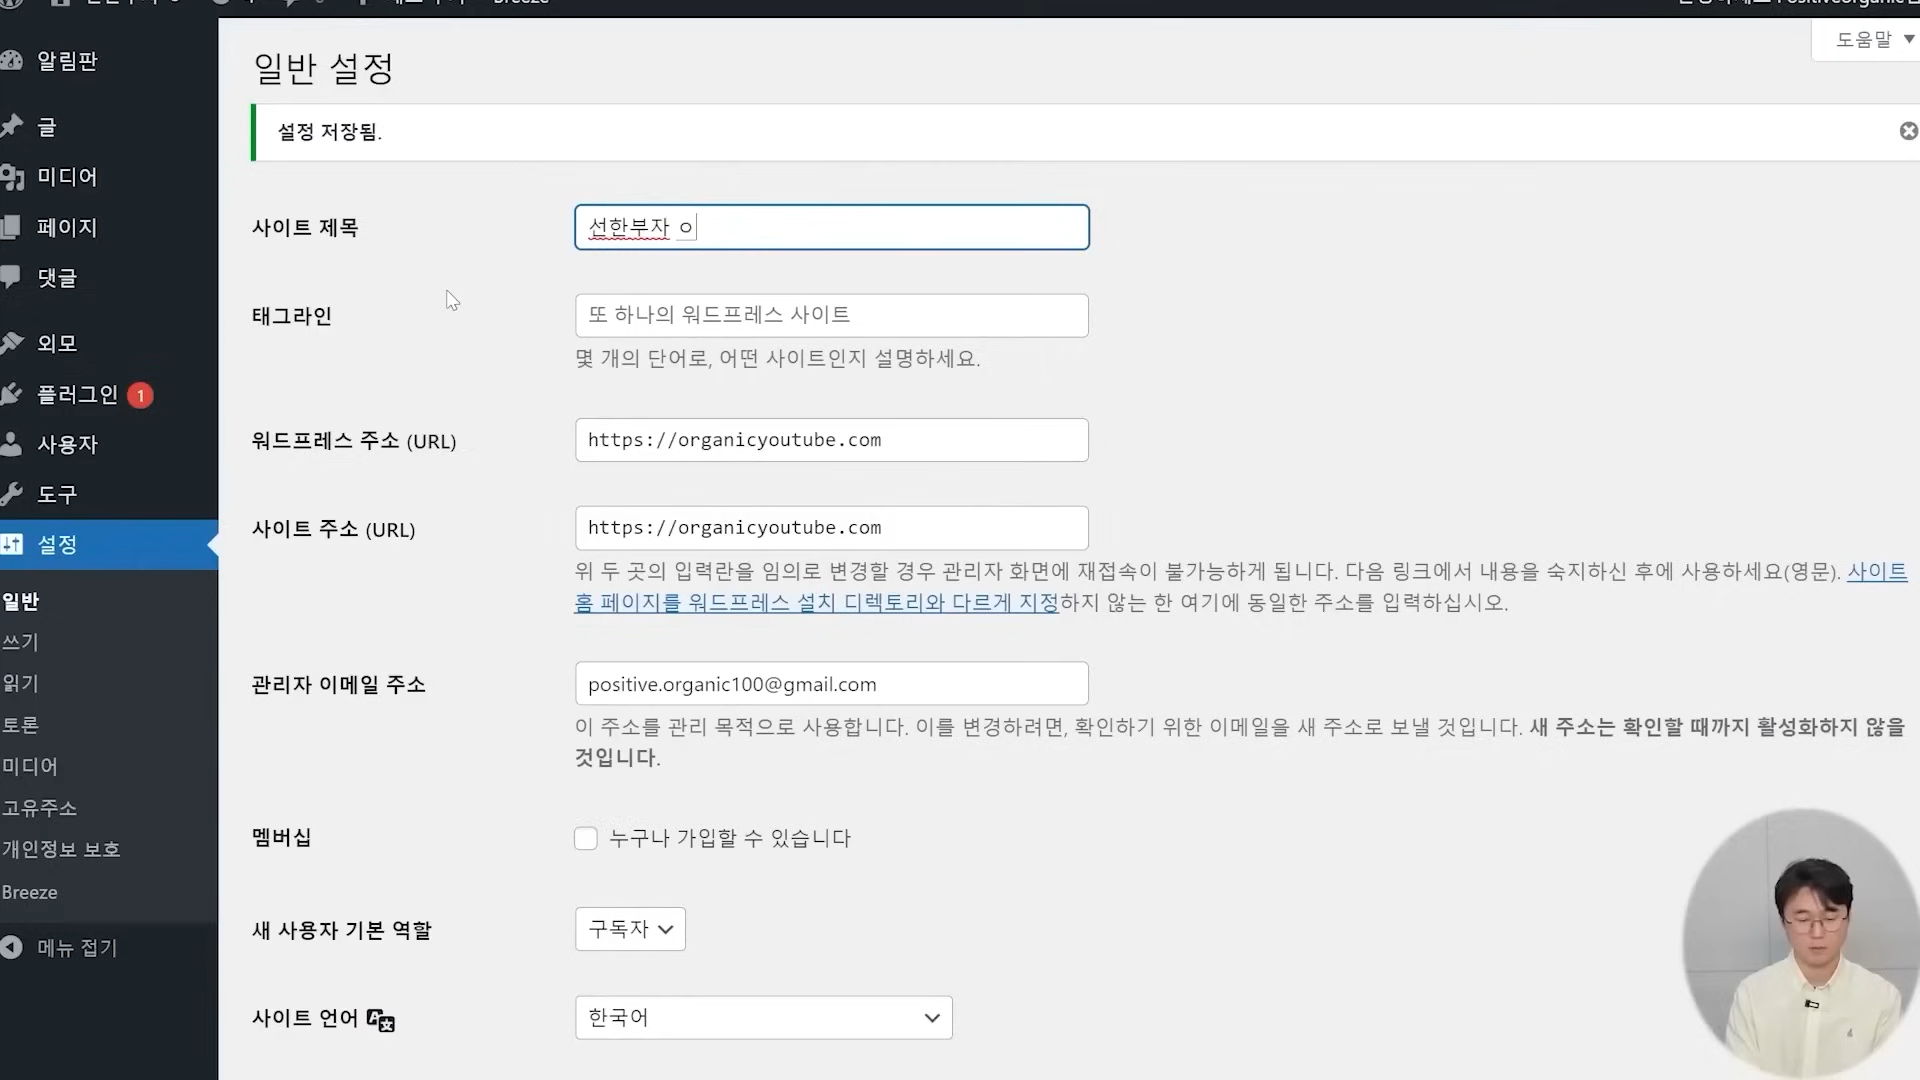 Breeze
도움말
알림판
글
미디어
페이지
댓글
외모
플러그인 1
사용자
도구
설정
일반
쓰기
읽기
토론
미디어
고유주소
개인정보 보호
Breeze
메뉴 접기
일반 설정
설정 저장됨.
사이트 제목
선한부자 ㅇ
태그라인
또 하나의 워드프레스 사이트
몇 개의 단어로, 어떤 사이트인지 설명하세요.
워드프레스 주소 (URL)
https://organicyoutube.com
사이트 주소 (URL)
https://organicyoutube.com
위 두 곳의 입력란을 임의로 변경할 경우 관리자 화면에 재접속이 불가능하게 됩니다. 다음 링크에서 내용을 숙지하신 후에 사용하세요(영문). 사이트
홈 페이지를 워드프레스 설치 디렉토리와 다르게 지정하지 않는 한 여기에 동일한 주소를 입력하십시오.
관리자 이메일 주소
positive.organic100@gmail.com
이 주소를 관리 목적으로 사용합니다. 이를 변경하려면, 확인하기 위한 이메일을 새 주소로 보낼 것입니다. 새 주소는 확인할 때까지 활성화하지 않을
것입니다.
멤버십
누구나 가입할 수 있습니다
새 사용자 기본 역할
구독자
사이트 언어
한국어